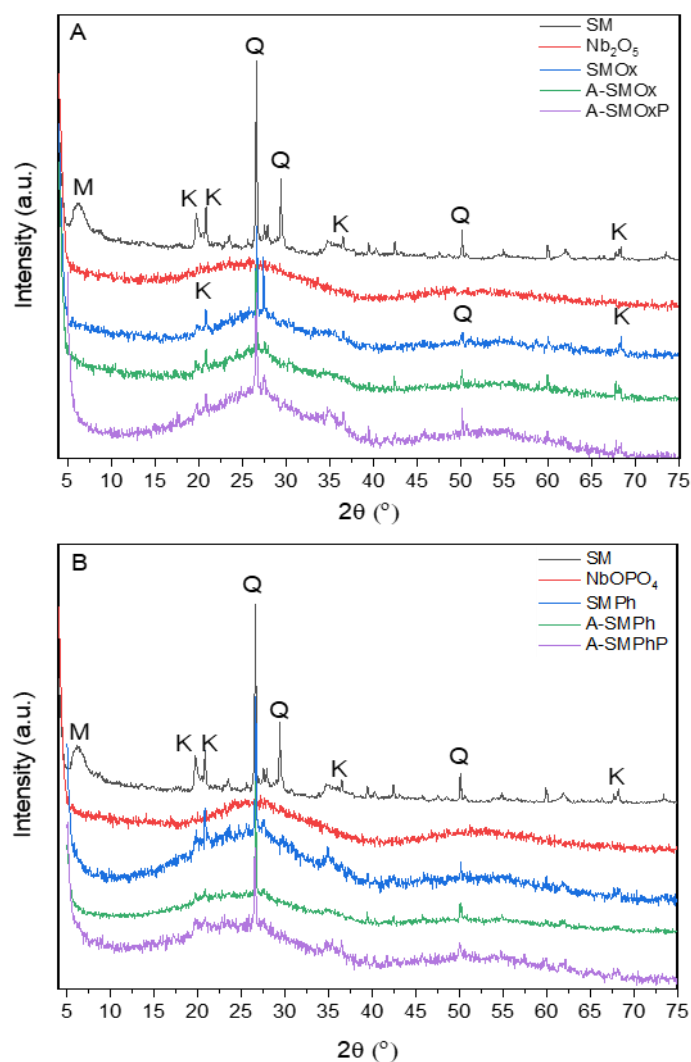 A
SM
Nb₂O₅
SMOx
A-SMOx
A-SMOxP
Q
Q
M
K
K
K
Q
K
K
Q
K
Intensity (a.u.)
5 10 15 20 25 30 35 40 45 50 55 60 65 70 75
2θ (°)
B
SM
NbOPO₄
SMPh
A-SMPh
A-SMPhP
Q
Q
M
K
K
K
Q
K
Intensity (a.u.)
5 10 15 20 25 30 35 40 45 50 55 60 65 70 75
2θ (°)